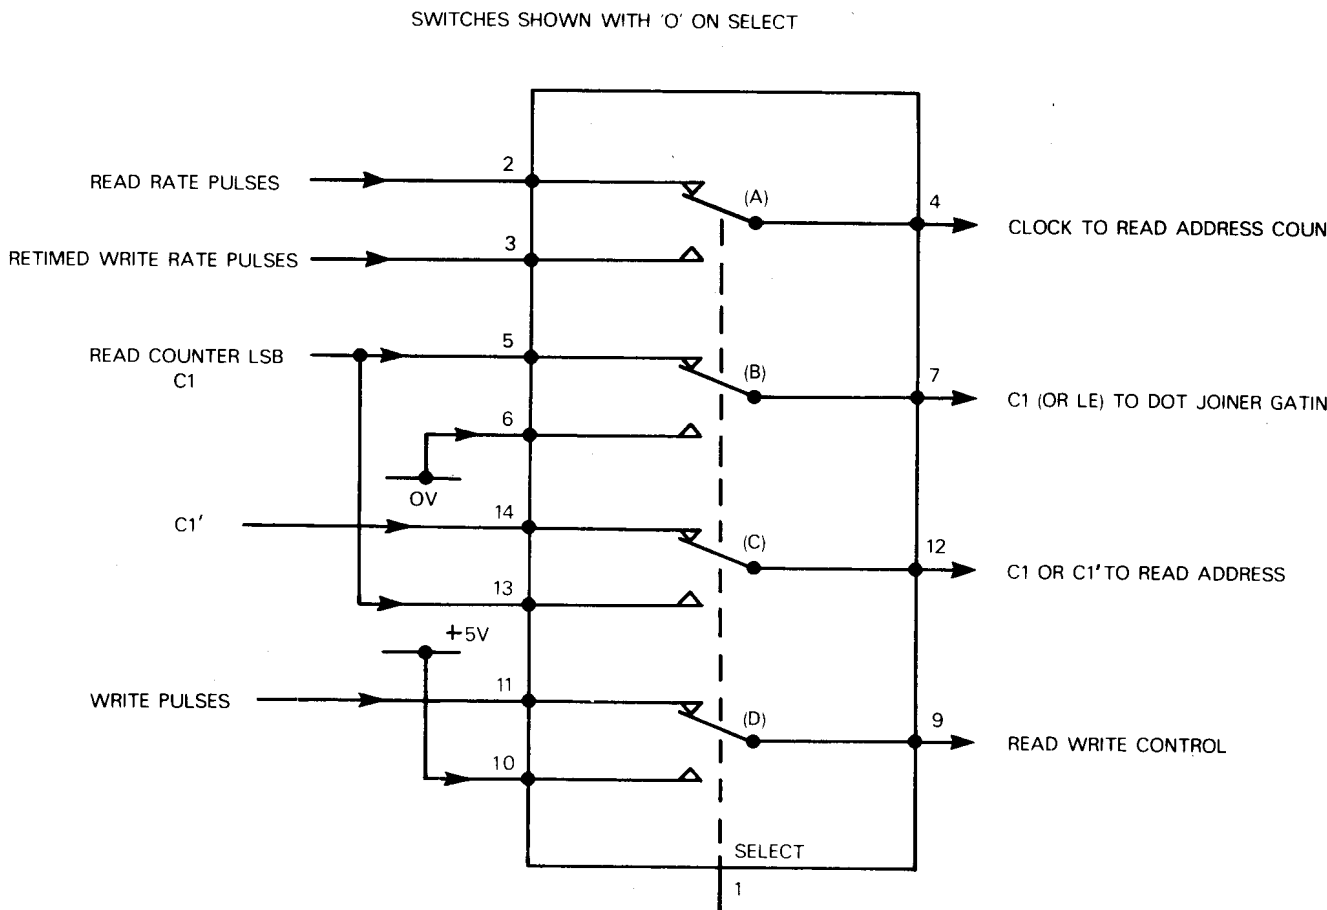 SWITCHES SHOWN WITH 'O' ON SELECT
READ RATE PULSES
2
(A)
4
CLOCK TO READ ADDRESS COUN
RETIMED WRITE RATE PULSES
3
READ COUNTER LSB
C1
5
(B)
7
C1 (OR LE) TO DOT JOINER GATIN
6
OV
C1'
14
(C)
12
C1 OR C1' TO READ ADDRESS
13
+5V
WRITE PULSES
11
(D)
9
READ WRITE CONTROL
10
SELECT
1